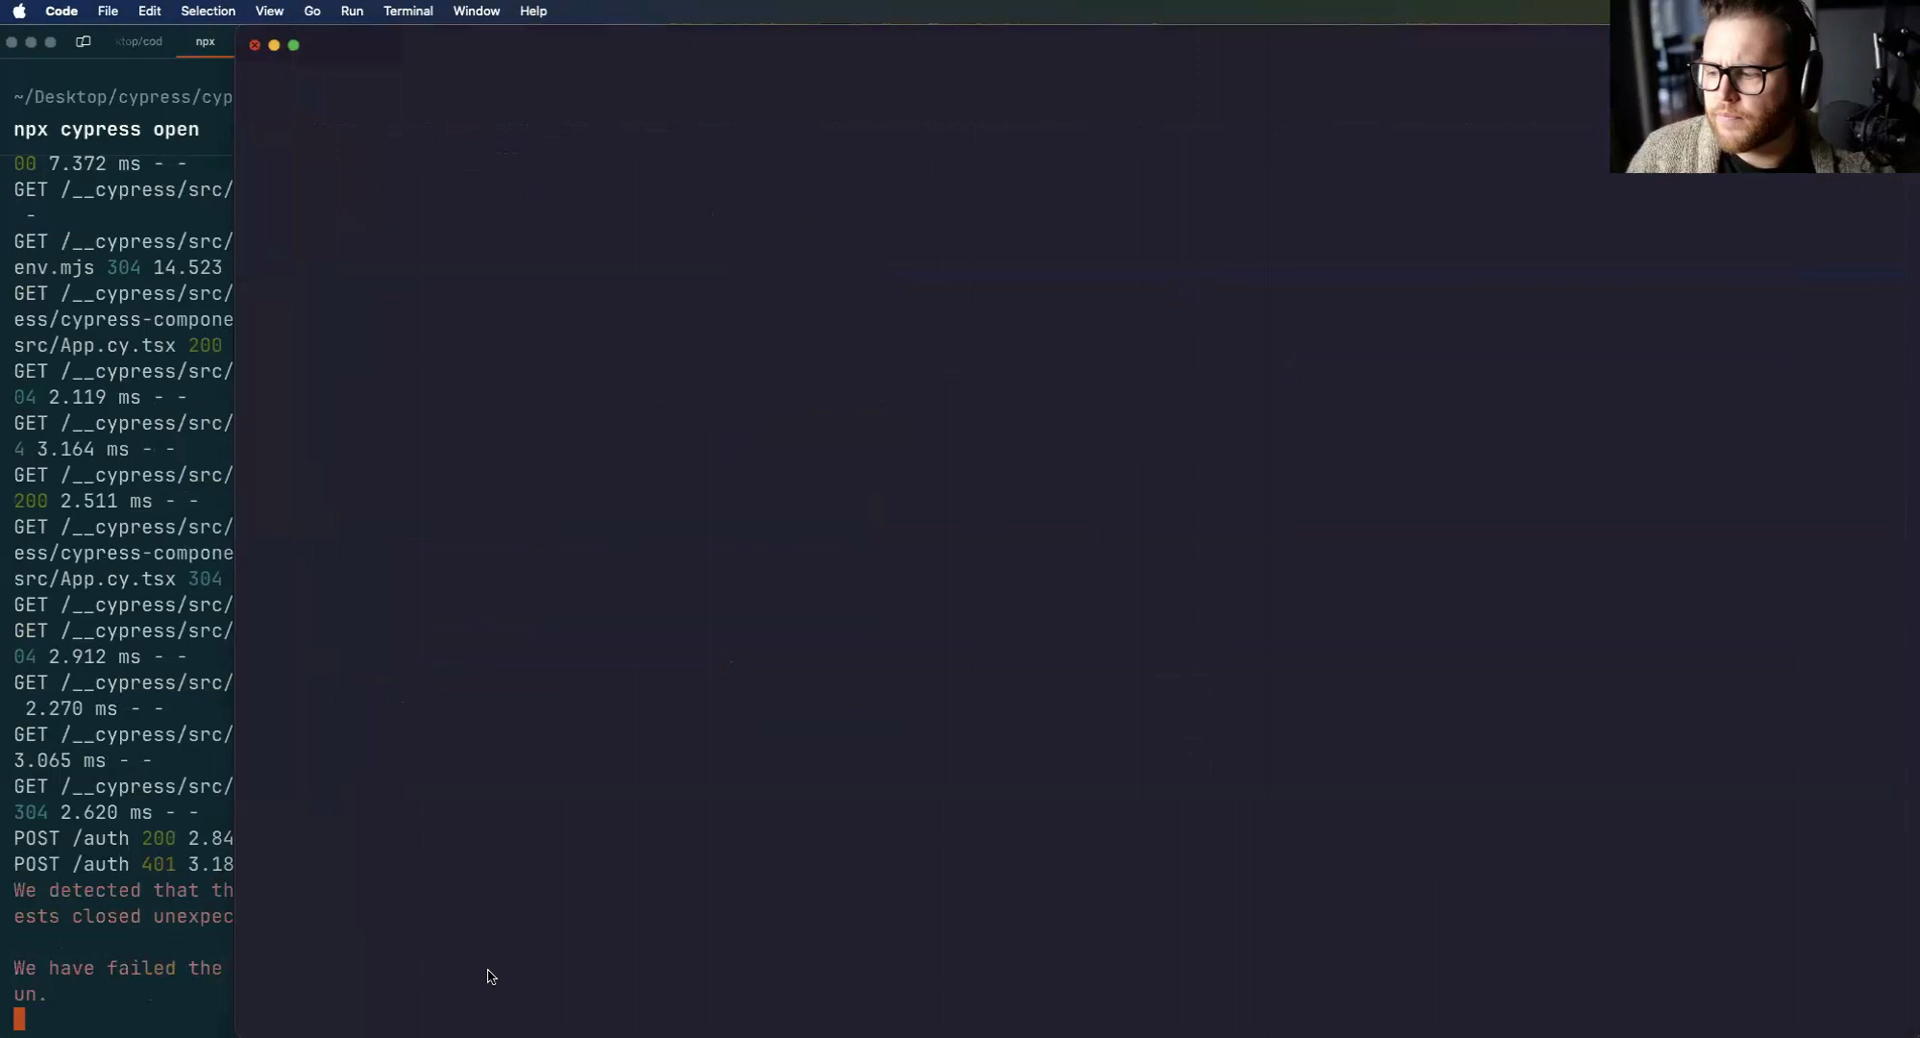 Code File Edit Selection View Go Run Terminal Window Help
ktop/cod npx
~/Desktop/cypress/cyp
npx cypress open
00 7.372 ms - -
GET /__cypress/src/
-
GET /__cypress/src/
env.mjs 304 14.523
GET /__cypress/src/
ess/cypress-compone
src/App.cy.tsx 200
GET /__cypress/src/
04 2.119 ms - -
GET /__cypress/src/
4 3.164 ms - -
GET /__cypress/src/
200 2.511 ms - -
GET /__cypress/src/
ess/cypress-compone
src/App.cy.tsx 304
GET /__cypress/src/
GET /__cypress/src/
04 2.912 ms - -
GET /__cypress/src/
2.270 ms - -
GET /__cypress/src/
3.065 ms - -
GET /__cypress/src/
304 2.620 ms - -
POST /auth 200 2.84
POST /auth 401 3.18
We detected that th
ests closed unexpec
We have failed the
un.